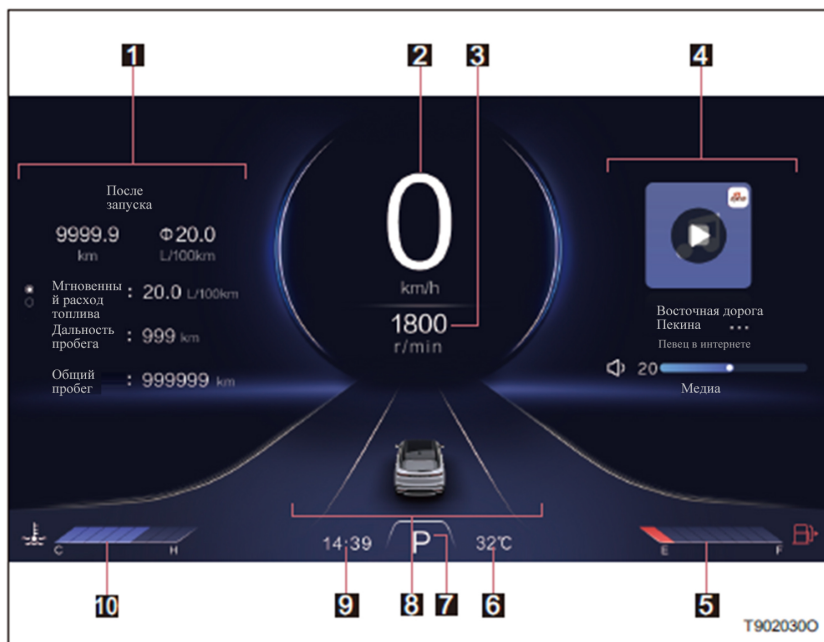 1
2
3
4
После
запуска
9999.9
km
Φ20.0
L/100km
Мгновенны
й расход
топлива
: 20.0 L/100km
Дальность
пробега
: 999 km
Общий
пробег
: 999999 km
0
km/h
1800
r/min
Восточная дорога
Пекина ...
Певец в интернете
20
Медиа
C
H
14:39
P
32℃
E
F
10
9
8
7
6
5
T902030O